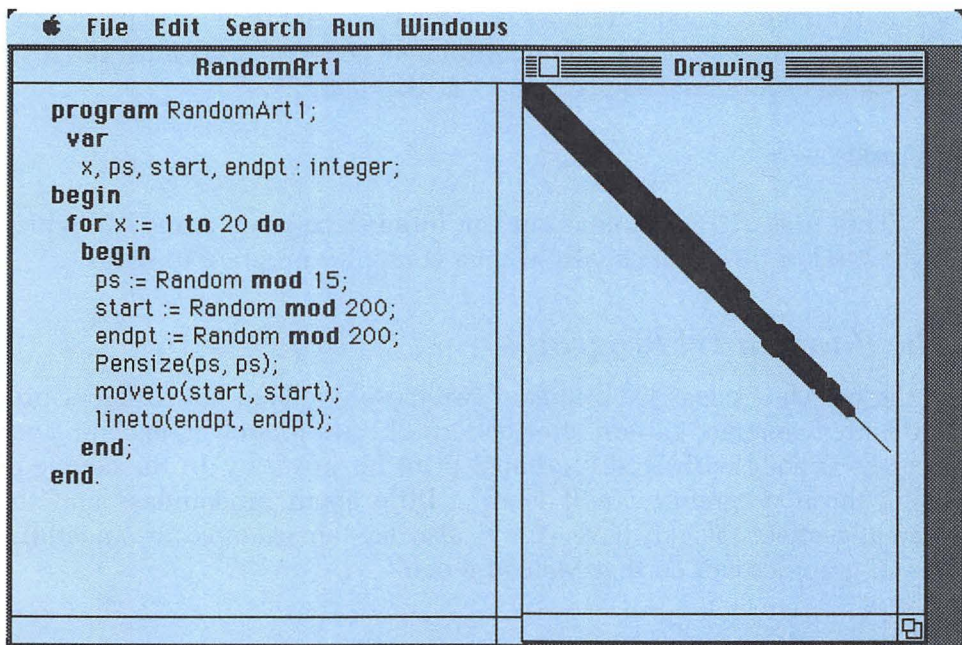 File Edit Search Run Windows
RandomArt1
program RandomArt1;
var
x, ps, start, endpt : integer;
begin
for x := 1 to 20 do
begin
ps := Random mod 15;
start := Random mod 200;
endpt := Random mod 200;
Pensize(ps, ps);
moveto(start, start);
lineto(endpt, endpt);
end;
end.
Drawing